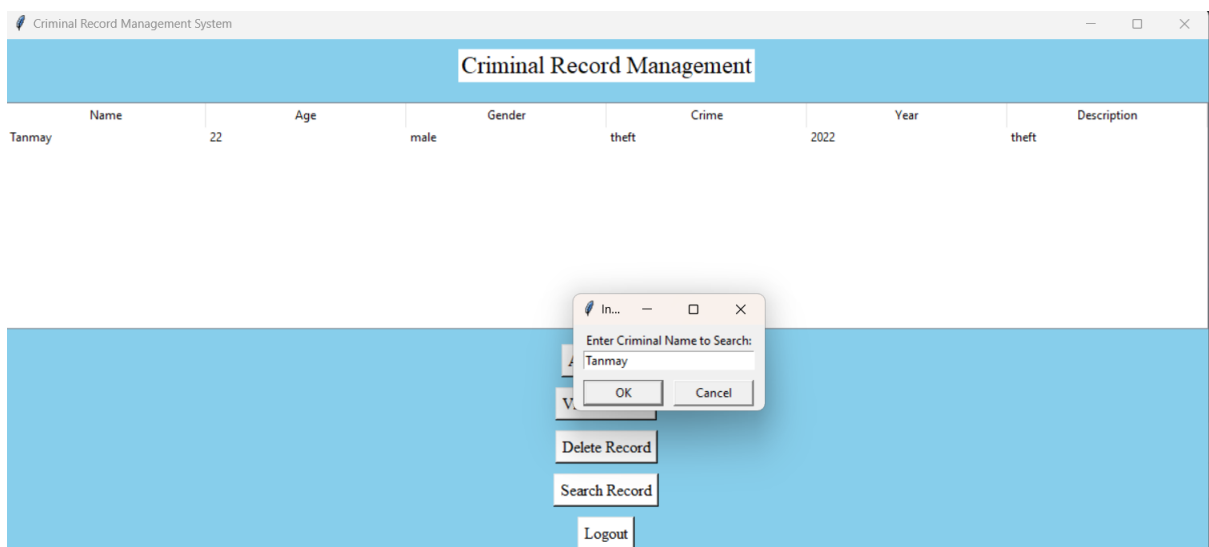 Criminal Record Management System
Criminal Record Management
Name Age Gender Crime Year Description
Tanmay 22 male theft 2022 theft
In...
Enter Criminal Name to Search:
Tanmay
OK Cancel
Delete Record
Search Record
Logout